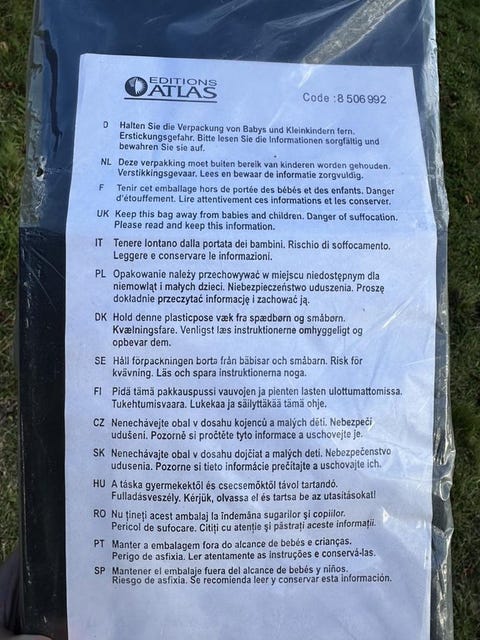 EDITIONS
ATLAS
Code :8 506 992
D Halten Sie die Verpackung von Babys und Kleinkindern fern.
Erstickungsgefahr. Bitte lesen Sie die Informationen sorgfältig und
bewahren Sie sie auf.
NL Deze verpakking moet buiten bereik van kinderen worden gehouden.
Verstikkingsgevaar. Lees en bewaar de informatie zorgvuldig.
F Tenir cet emballage hors de portée des bébés et des enfants. Danger
d'étouffement. Lire attentivement ces informations et les conserver.
UK Keep this bag away from babies and children. Danger of suffocation.
Please read and keep this information.
IT Tenere lontano dalla portata dei bambini. Rischio di soffocamento.
Leggere e conservare le informazioni.
PL Opakowanie należy przechowywać w miejscu niedostępnym dla
niemowląt i małych dzieci. Niebezpieczeństwo uduszenia. Proszę
dokładnie przeczytać informację i zachować ją.
DK Hold denne plasticpose væk fra spædbørn og småbørn.
Kvælningsfare. Venligst læs instruktionerne omhyggeligt og
opbevar dem.
SE Håll förpackningen borta från bäbisar och småbarn. Risk för
kvävning. Läs och spara instruktionerna noga.
FI Pidä tämä pakkauspussi vauvojen ja pienten lasten ulottumattomissa.
Tukehtumisvaara. Lukekaa ja säilyttäkää tämä ohje.
CZ Nenechávejte obal v dosahu kojenců a malých dětí. Nebezpečí
udušení. Pozorně si pročtěte tyto informace a uschovejte je.
SK Nenechávejte obal v dosahu dojčiat a malých detí. Nebezpečenstvo
udusenia. Pozorne si tieto informácie prečítajte a uschovajte ich.
HU A táska gyermekektől és csecsemőktől távol tartandó.
Fulladásveszély. Kérjük, olvassa el és tartsa be az utasításokat!
RO Nu țineți acest ambalaj la îndemâna sugarilor și copiilor.
Pericol de sufocare. Citiți cu atenție și păstrați aceste informații.
PT Manter a embalagem fora do alcance de bebés e crianças.
Perigo de asfixia. Ler atentamente as instruções e conservá-las.
SP Mantener el embalaje fuera del alcance de bebés y niños.
Riesgo de asfixia. Se recomienda leer y conservar esta información.